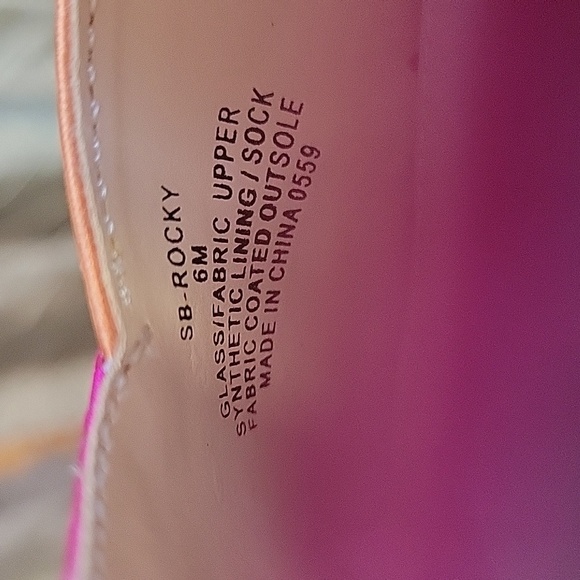 SB-ROCKY
6M
GLASS/FABRIC UPPER
SYNTHETIC LINING / SOCK
FABRIC COATED OUTSOLE
MADE IN CHINA 0559